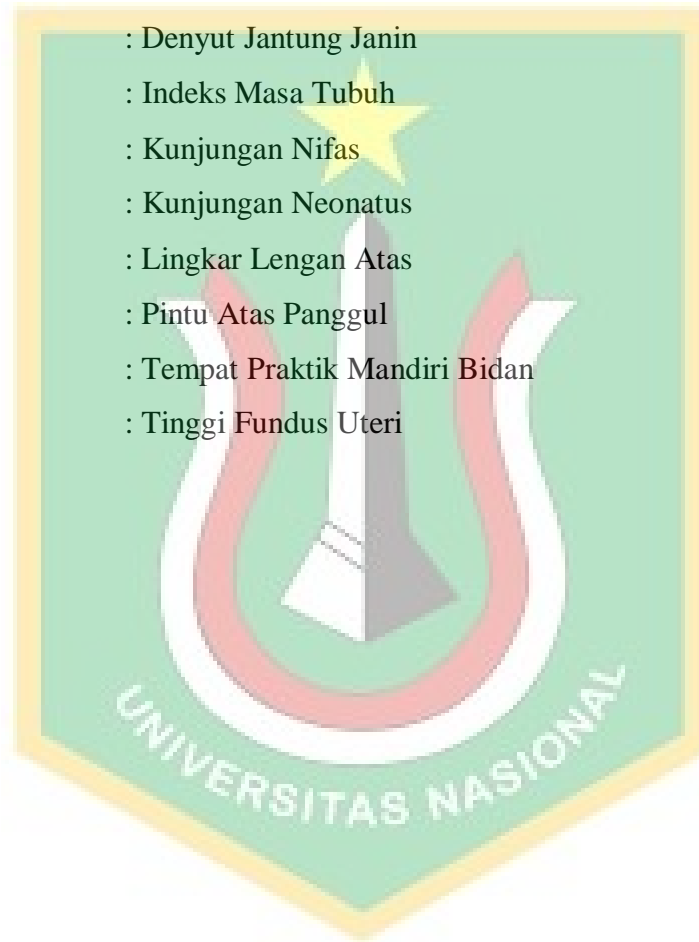 : Denyut Jantung Janin
: Indeks Masa Tubuh
: Kunjungan Nifas
: Kunjungan Neonatus
: Lingkar Lengan Atas
: Pintu Atas Panggul
: Tempat Praktik Mandiri Bidan
: Tinggi Fundus Uteri
UNIVERSITAS NASIONAL